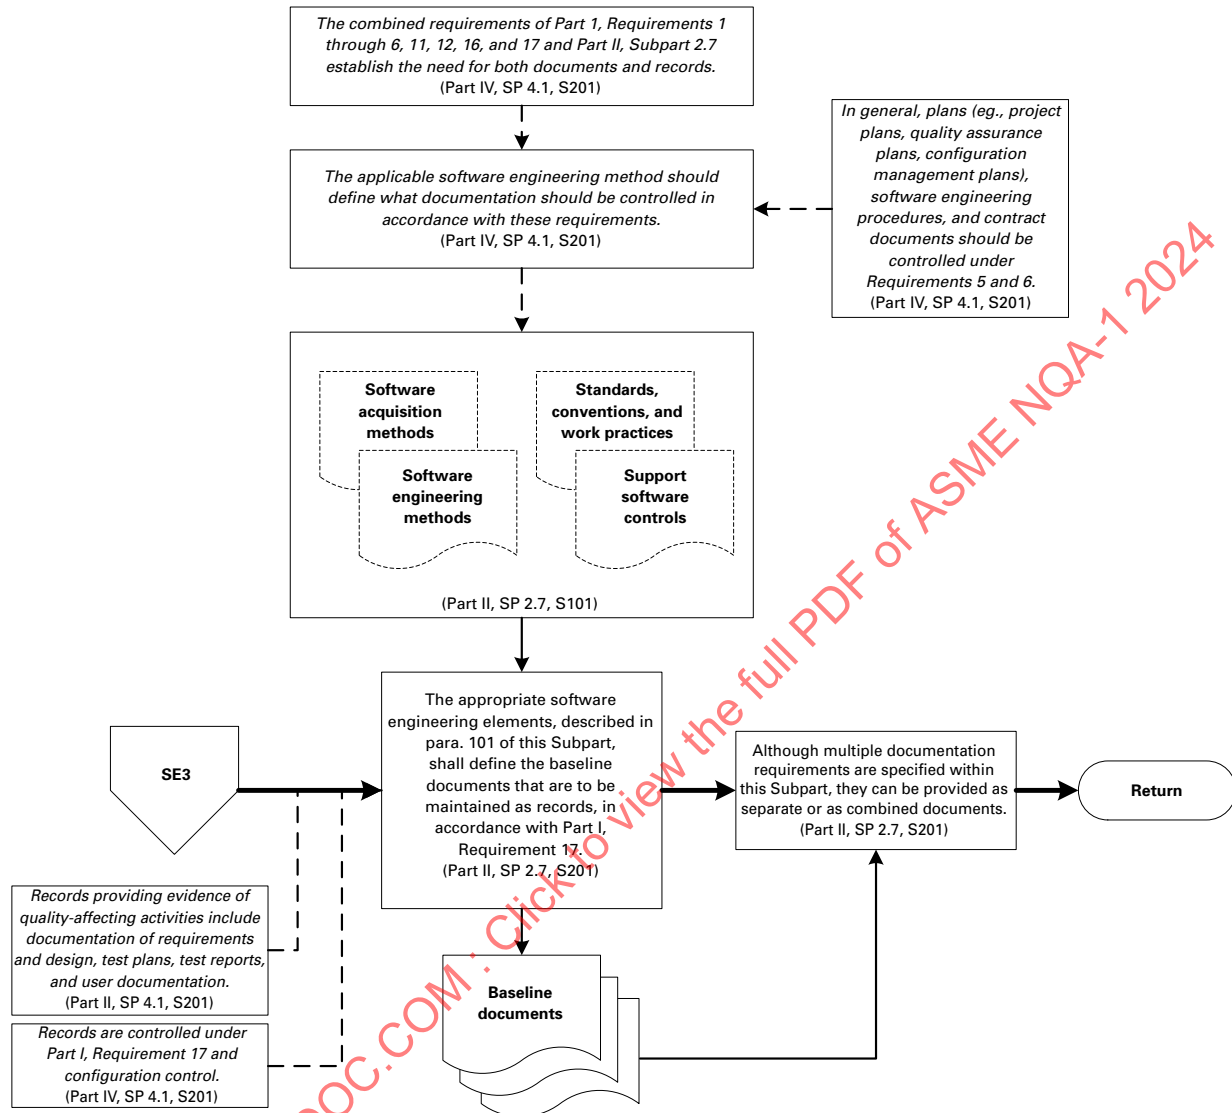 The combined requirements of Part 1, Requirements 1
through 6, 11, 12, 16, and 17 and Part II, Subpart 2.7
establish the need for both documents and records.
(Part IV, SP 4.1, S201)
In general, plans (eg., project
plans, quality assurance
plans, configuration
management plans),
software engineering
procedures, and contract
documents should be
controlled under
Requirements 5 and 6.
(Part IV, SP 4.1, S201)
The applicable software engineering method should
define what documentation should be controlled in
accordance with these requirements.
(Part IV, SP 4.1, S201)
Software
acquisition
methods
Standards,
conventions, and
work practices
Software
engineering
methods
Support
software
controls
(Part II, SP 2.7, S101)
SE3
The appropriate software
engineering elements, described in
para. 101 of this Subpart,
shall define the baseline
documents that are to be
maintained as records, in
accordance with Part I,
Requirement 17.
(Part II, SP 2.7, S201)
Although multiple documentation
requirements are specified within
this Subpart, they can be provided as
separate or as combined documents.
(Part II, SP 2.7, S201)
Return
Records providing evidence of
quality-affecting activities include
documentation of requirements
and design, test plans, test reports,
and user documentation.
(Part II, SP 4.1, S201)
Records are controlled under
Part I, Requirement 17 and
configuration control.
(Part IV, SP 4.1, S201)
Baseline
documents
OC.COM : Click to view the full PDF of ASME NQA-1 2024